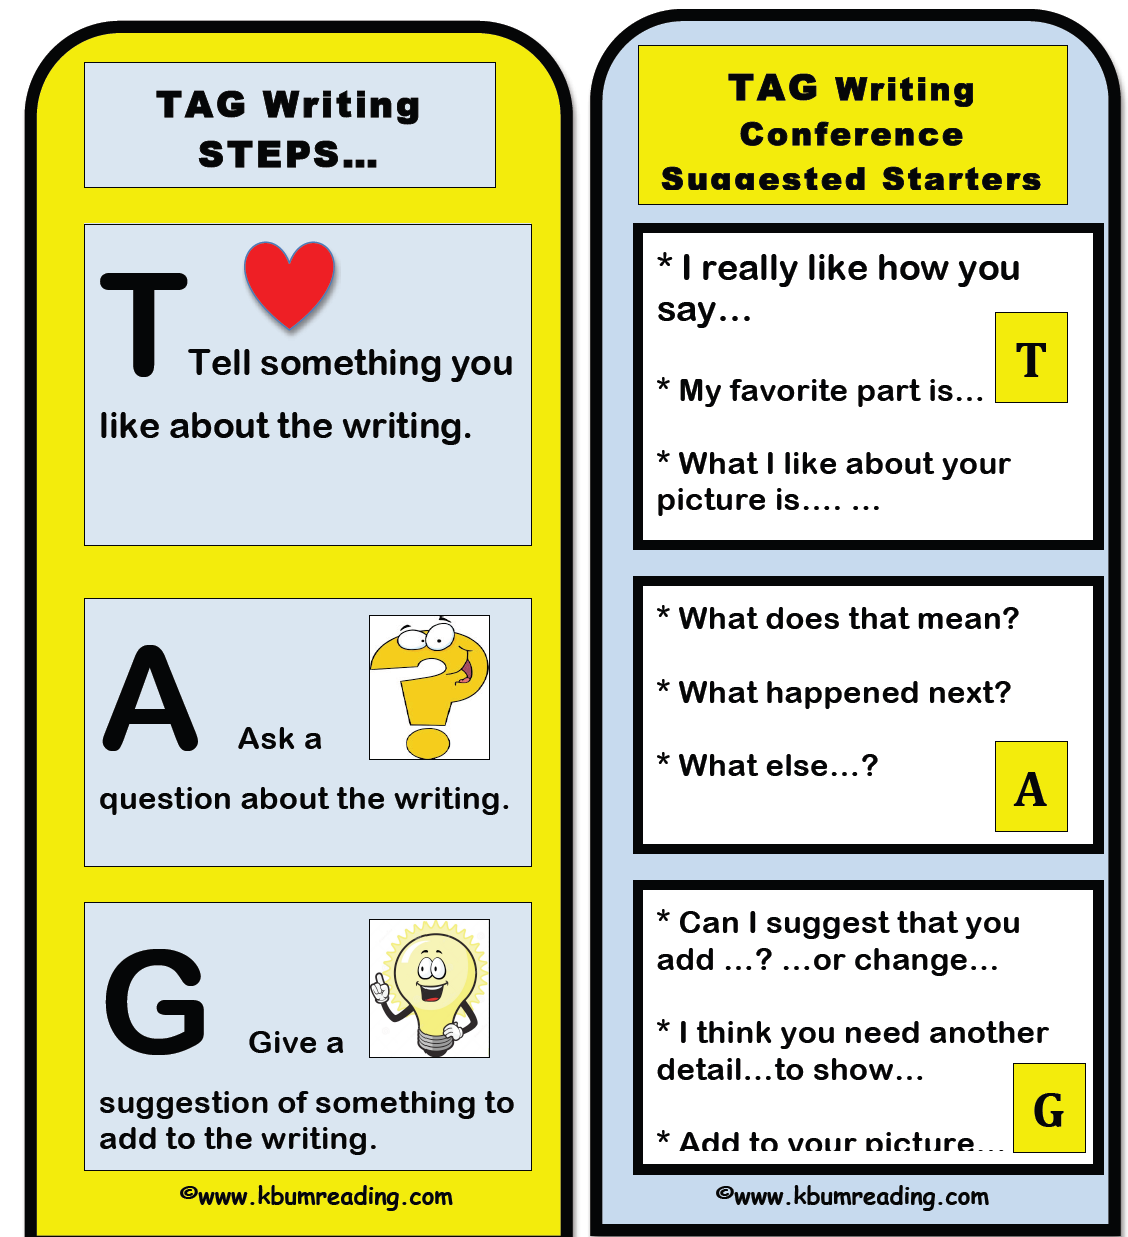 TAG Writing
STEPS...
T
Tell something you
like about the writing.
A
Ask a
question about the writing.
G
Give a
suggestion of something to
add to the writing.
©www.kbumreading.com
TAG Writing
Conference
Suggested Starters
* I really like how you
say...
T
* My favorite part is...
* What I like about your
picture is.... ...
* What does that mean?
* What happened next?
* What else...?
A
* Can I suggest that you
add ...? ...or change...
* I think you need another
detail...to show...
G
* Add to your picture...
©www.kbumreading.com